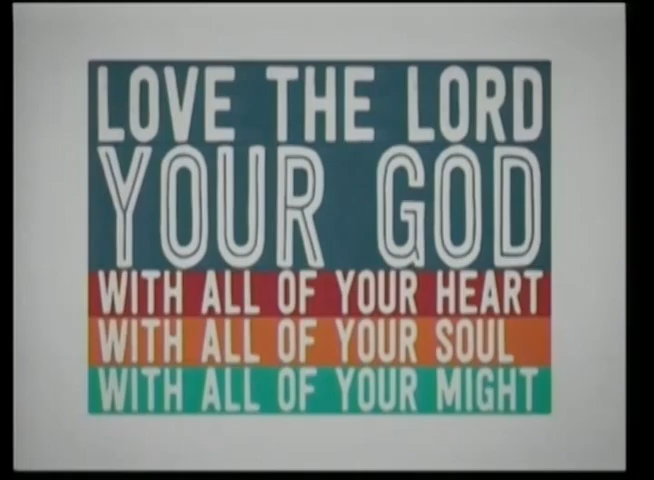 LOVE THE LORD
YOUR GOD
WITH ALL OF YOUR HEART
WITH ALL OF YOUR SOUL
WITH ALL OF YOUR MIGHT